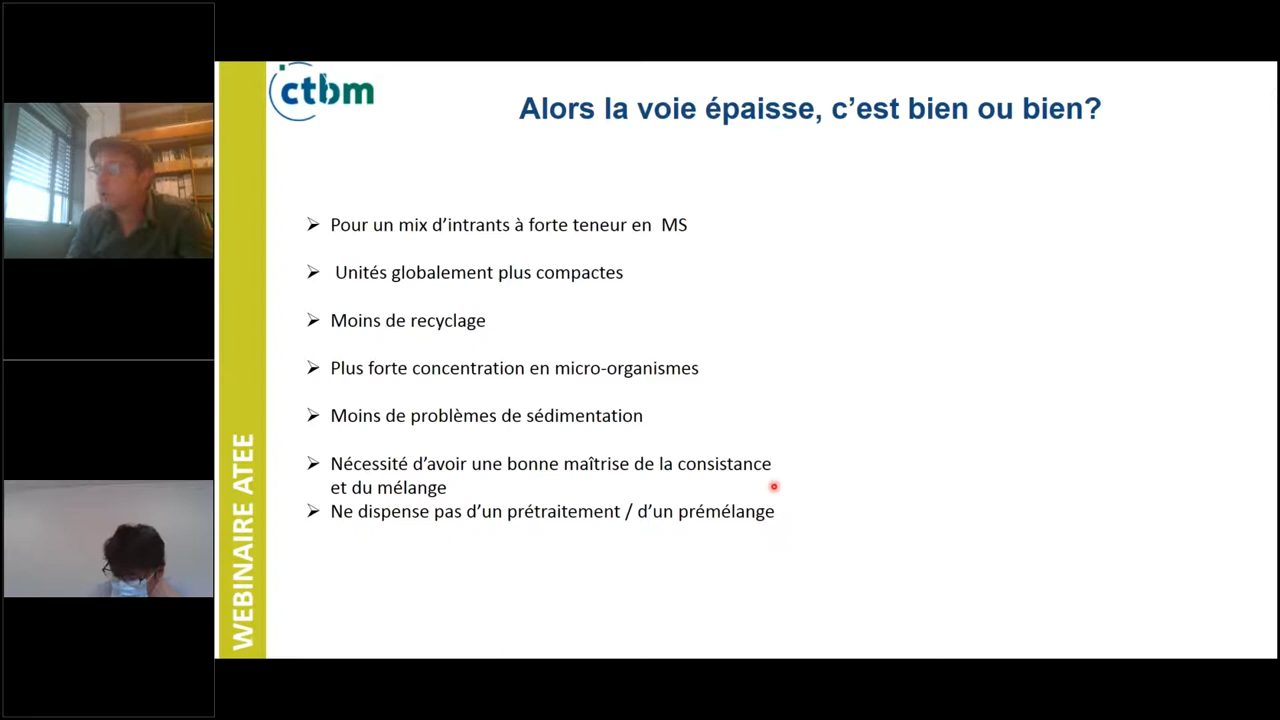 ctbm
Alors la voie épaisse, c’est bien ou bien?
Pour un mix d’intrants à forte teneur en MS
Unités globalement plus compactes
Moins de recyclage
Plus forte concentration en micro-organismes
Moins de problèmes de sédimentation
Nécessité d’avoir une bonne maîtrise de la consistance
et du mélange
Ne dispense pas d’un prétraitement / d’un prémélange
WEBINAIRE ATEE